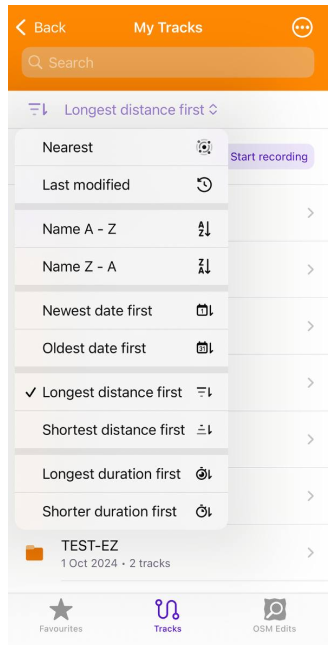 Back
My Tracks
Search
Longest distance first
Nearest
Start recording
Last modified
Name A - Z
Name Z - A
Newest date first
Oldest date first
Longest distance first
Shortest distance first
Longest duration first
Shorter duration first
TEST-EZ
1 Oct 2024 • 2 tracks
Favourites
Tracks
OSM Edits